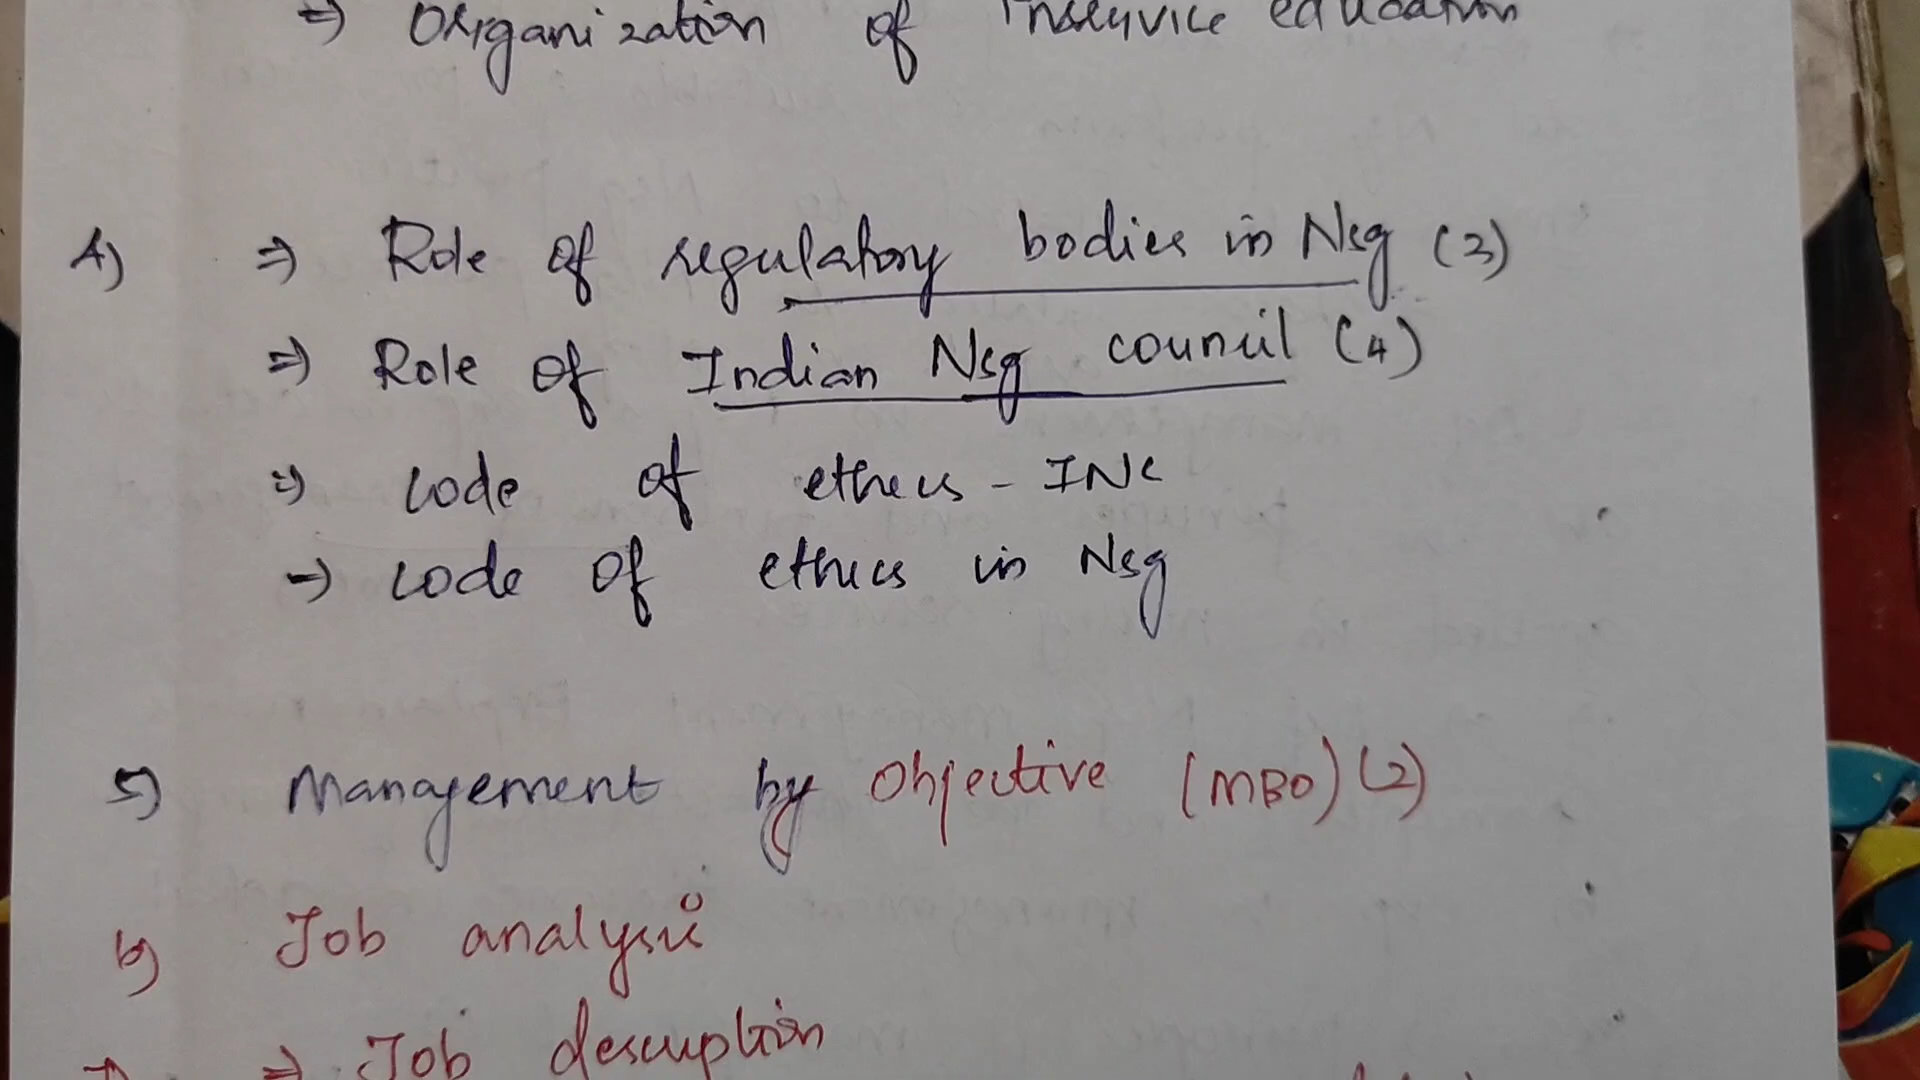 => Organization of Inservice education
4) => Role of regulatory bodies in Nsg (3)
=> Role of Indian Nsg council (4)
=> code of ethics - INC
-> code of ethics in Nsg
5) Management by Objective (MBO) (2)
6) Job analysis
=> Job description